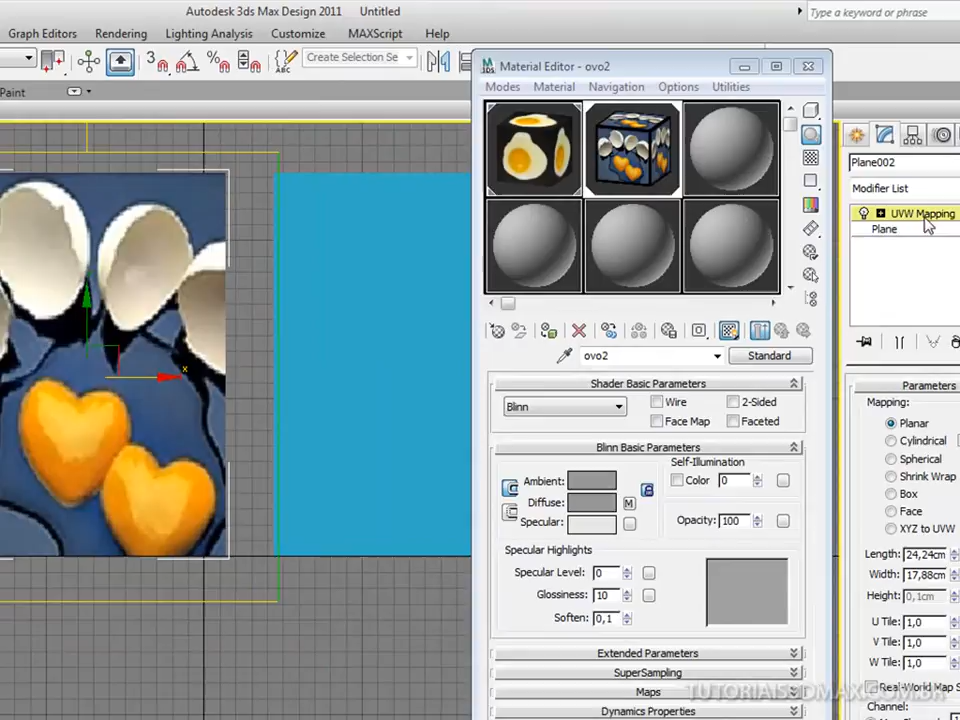 Autodesk 3ds Max Design 2011 Untitled
Type a keyword or phrase
Graph Editors Rendering Lighting Analysis Customize MAXScript Help
3 % ABC Create Selection Se
Paint
Material Editor - ovo2
Modes Material Navigation Options Utilities
Plane002
Modifier List
UVW Mapping
Plane
x
ovo2 Standard
Shader Basic Parameters
Blinn Wire 2-Sided
Face Map Faceted
Blinn Basic Parameters
Self-Illumination
Ambient: Color 0
Diffuse: M
Specular: Opacity: 100
Specular Highlights
Specular Level: 0
Glossiness: 10
Soften: 0,1
Extended Parameters
SuperSampling
Maps
Dynamics Properties
Parameters
Mapping:
Planar
Cylindrical
Spherical
Shrink Wrap
Box
Face
XYZ to UVW
Length: 24,24cm
Width: 17,88cm
Height: 0,1cm
U Tile: 1,0
V Tile: 1,0
W Tile: 1,0
Real-World Map S
Channel:
TUTORIAIS3DMAX.COM.BR